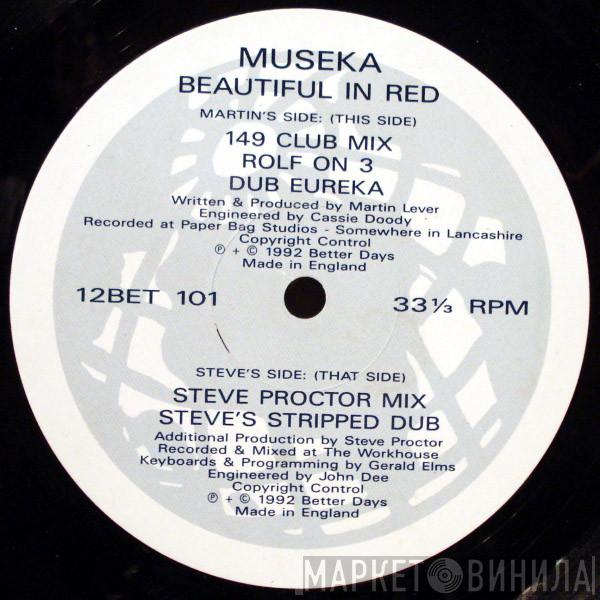 MUSEKA
BEAUTIFUL IN RED
MARTIN'S SIDE: (THIS SIDE)
149 CLUB MIX
ROLF ON 3
DUB EUREKA
Written & Produced by Martin Lever
Engineered by Cassie Doody
Recorded at Paper Bag Studios - Somewhere in Lancashire
Copyright Control
℗ + © 1992 Better Days
Made in England
12BET 101
33 ⅓ RPM
STEVE'S SIDE: (THAT SIDE)
STEVE PROCTOR MIX
STEVE'S STRIPPED DUB
Additional Production by Steve Proctor
Recorded & Mixed at The Workhouse
Keyboards & Programming by Gerald Elms
Engineered by John Dee
Copyright Control
℗ + © 1992 Better Days
Made in England
МАРКЕТ ВИНИЛА